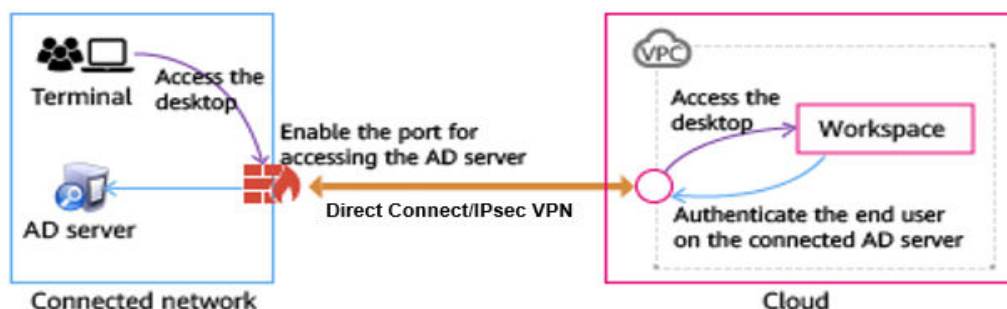 Terminal
Access the
desktop
AD server
Connected network
Enable the port for
accessing the AD server
Direct Connect/IPsec VPN
VPC
Access the
desktop
Workspace
Authenticate the end user
on the connected AD server
Cloud